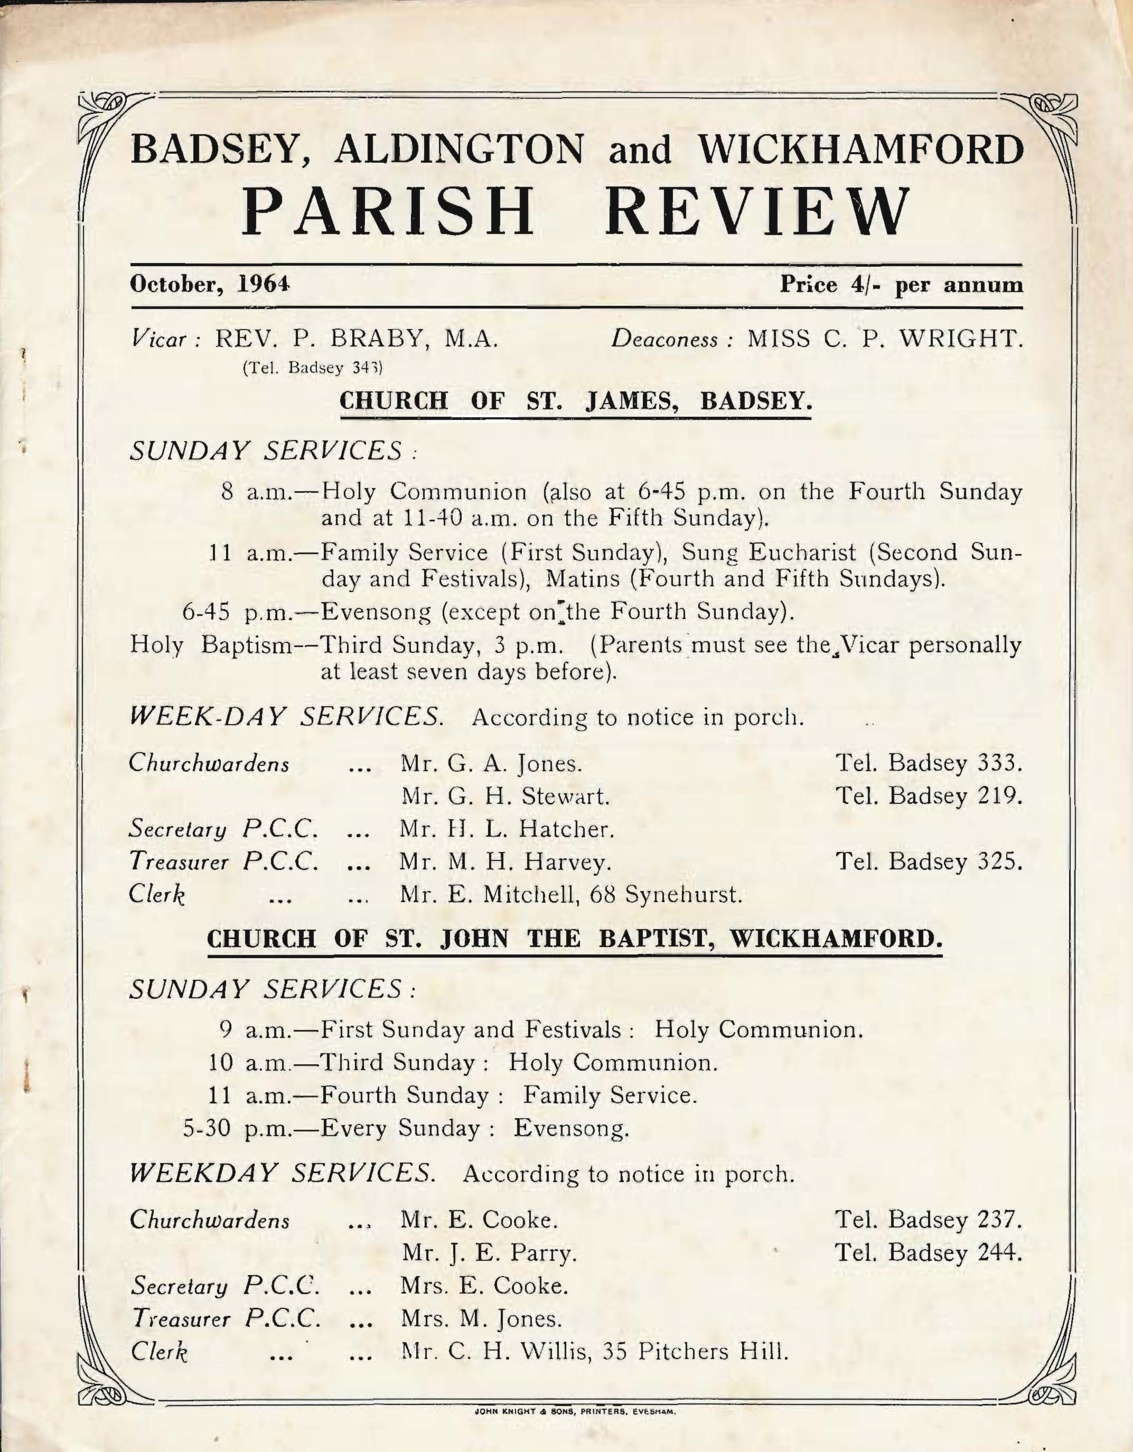 BADSEY, ALDINGTON and WICKHAMFORD
PARISH REVIEW
October, 1964 Price 4/- per annum
Vicar : REV. P. BRABY, M.A. Deaconess : MISS C. P. WRIGHT.
(Tel. Badsey 343)
CHURCH OF ST. JAMES, BADSEY.
SUNDAY SERVICES :
8 a.m.—Holy Communion (also at 6-45 p.m. on the Fourth Sunday
and at 11-40 a.m. on the Fifth Sunday).
11 a.m.—Family Service (First Sunday), Sung Eucharist (Second Sun-
day and Festivals), Matins (Fourth and Fifth Sundays).
6-45 p.m.—Evensong (except on the Fourth Sunday).
Holy Baptism—Third Sunday, 3 p.m. (Parents must see the Vicar personally
at least seven days before).
WEEK-DAY SERVICES. According to notice in porch.
Churchwardens ... Mr. G. A. Jones. Tel. Badsey 333.
Mr. G. H. Stewart. Tel. Badsey 219.
Secretary P.C.C. ... Mr. H. L. Hatcher.
Treasurer P.C.C. ... Mr. M. H. Harvey. Tel. Badsey 325.
Clerk ... ... Mr. E. Mitchell, 68 Synehurst.
CHURCH OF ST. JOHN THE BAPTIST, WICKHAMFORD.
SUNDAY SERVICES :
9 a.m.—First Sunday and Festivals : Holy Communion.
10 a.m.—Third Sunday : Holy Communion.
11 a.m.—Fourth Sunday : Family Service.
5-30 p.m.—Every Sunday : Evensong.
WEEKDAY SERVICES. According to notice in porch.
Churchwardens ... Mr. E. Cooke. Tel. Badsey 237.
Mr. J. E. Parry. Tel. Badsey 244.
Secretary P.C.C. ... Mrs. E. Cooke.
Treasurer P.C.C. ... Mrs. M. Jones.
Clerk ... ... Mr. C. H. Willis, 35 Pitchers Hill.
JOHN KNIGHT & SONS, PRINTERS, EVESHAM.